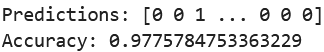 Predictions: [0 0 1 ... 0 0 0]
Accuracy: 0.9775784753363229